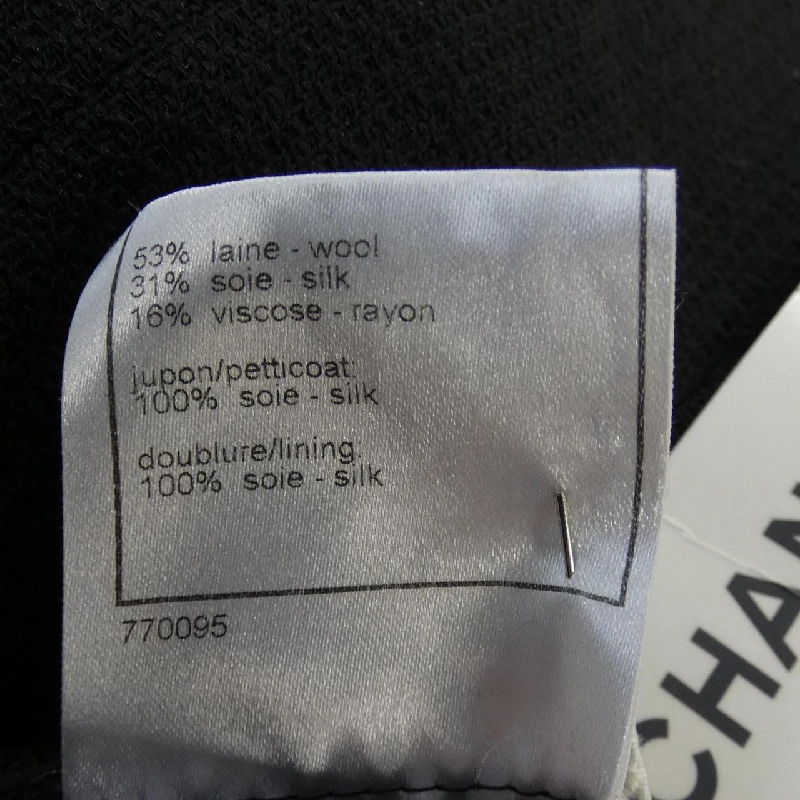 53% laine - wool
31% soie - silk
16% viscose - rayon
jupon/petticoat:
100% soie - silk
doublure/lining:
100% soie - silk
770095
CHAN